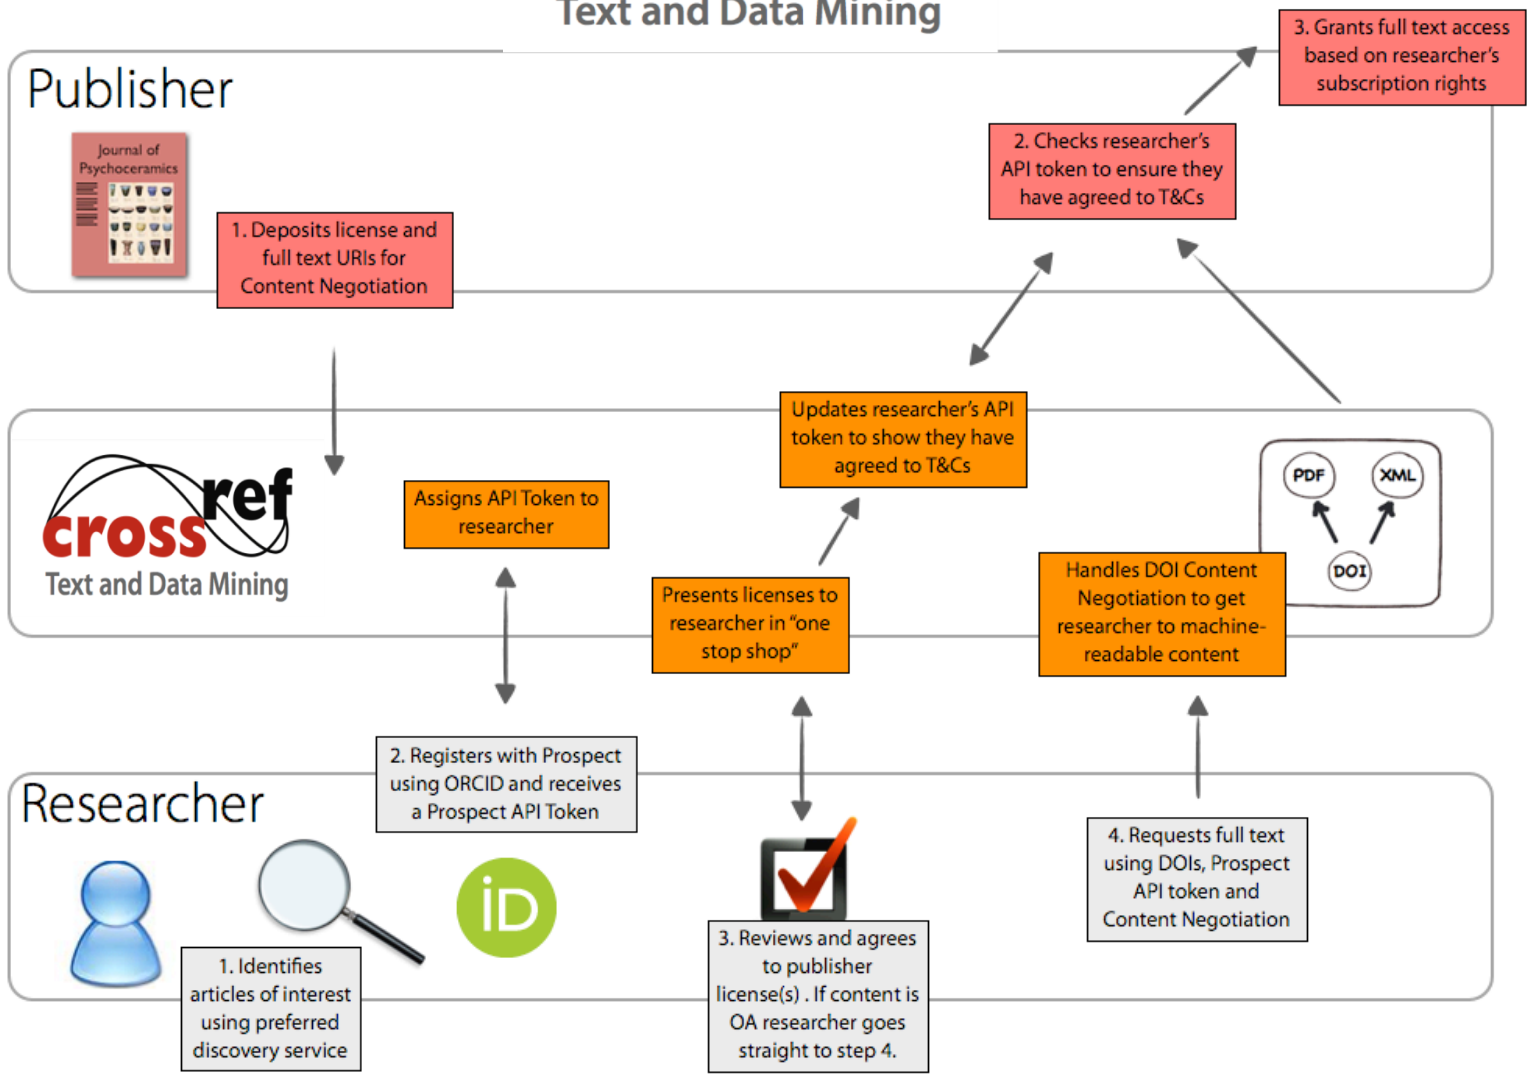 Text and Data Mining
3. Grants full text access
based on researcher's
subscription rights
Publisher
Journal of
Psychoceramics
2. Checks researcher's
API token to ensure they
have agreed to T&Cs
1. Deposits license and
full text URIs for
Content Negotiation
Updates researcher's API
token to show they have
agreed to T&Cs
crossref
Text and Data Mining
Assigns API Token to
researcher
PDF
XML
DOI
Presents licenses to
researcher in “one
stop shop”
Handles DOI Content
Negotiation to get
researcher to machine-
readable content
2. Registers with Prospect
using ORCID and receives
a Prospect API Token
Researcher
iD
4. Requests full text
using DOIs, Prospect
API token and
Content Negotiation
1. Identifies
articles of interest
using preferred
discovery service
3. Reviews and agrees
to publisher
license(s) . If content is
OA researcher goes
straight to step 4.